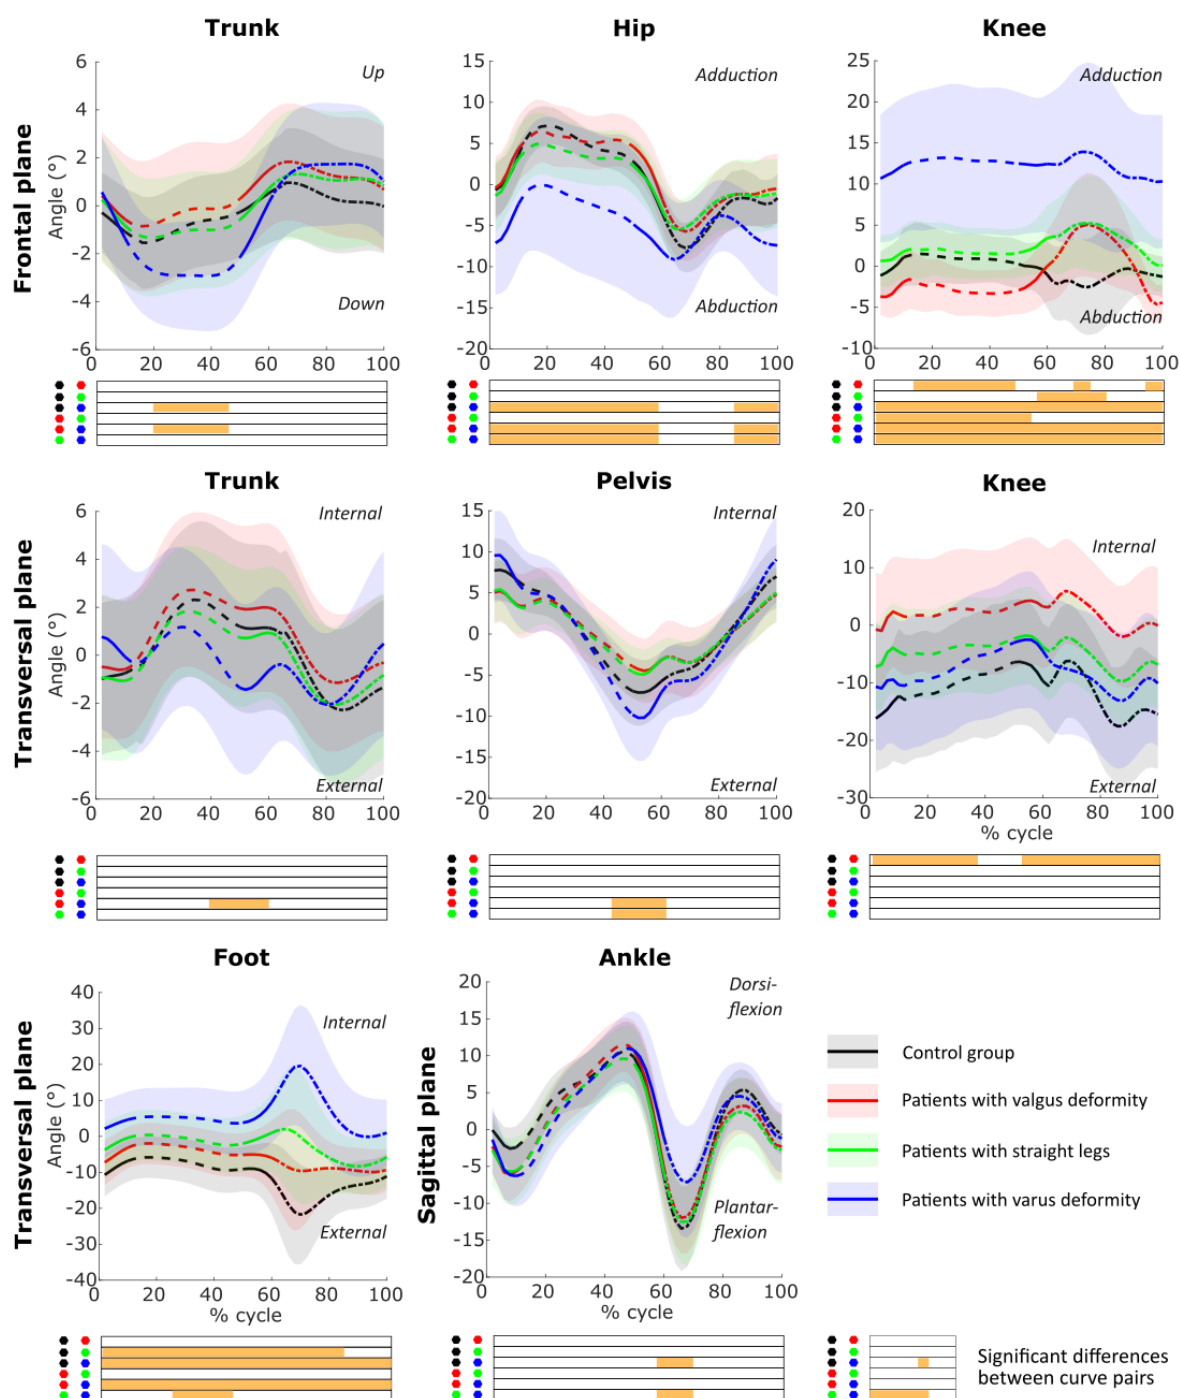 Trunk Hip Knee
Frontal plane
Angle (°)
6
4
2
0
-2
-4
-6
Up
Down
0 20 40 60 80 100
15
10
5
0
-5
-10
-15
-20
Adduction
Abduction
0 20 40 60 80 100
25
20
15
10
5
0
-5
-10
Adduction
Abduction
0 20 40 60 80 100
Trunk Pelvis Knee
Transversal plane
Angle (°)
6
4
2
0
-2
-4
-6
Internal
External
0 20 40 60 80 100
15
10
5
0
-5
-10
-15
-20
Internal
External
0 20 40 60 80 100
20
10
0
-10
-20
-30
Internal
External
0 20 40 60 80 100
% cycle
Foot Ankle
Transversal plane
Angle (°)
40
30
20
10
0
-10
-20
-30
-40
Internal
External
0 20 40 60 80 100
% cycle
Sagittal plane
20
15
10
5
0
-5
-10
-15
-20
Dorsi-
flexion
Plantar-
flexion
0 20 40 60 80 100
% cycle
Control group
Patients with valgus deformity
Patients with straight legs
Patients with varus deformity
Significant differences
between curve pairs